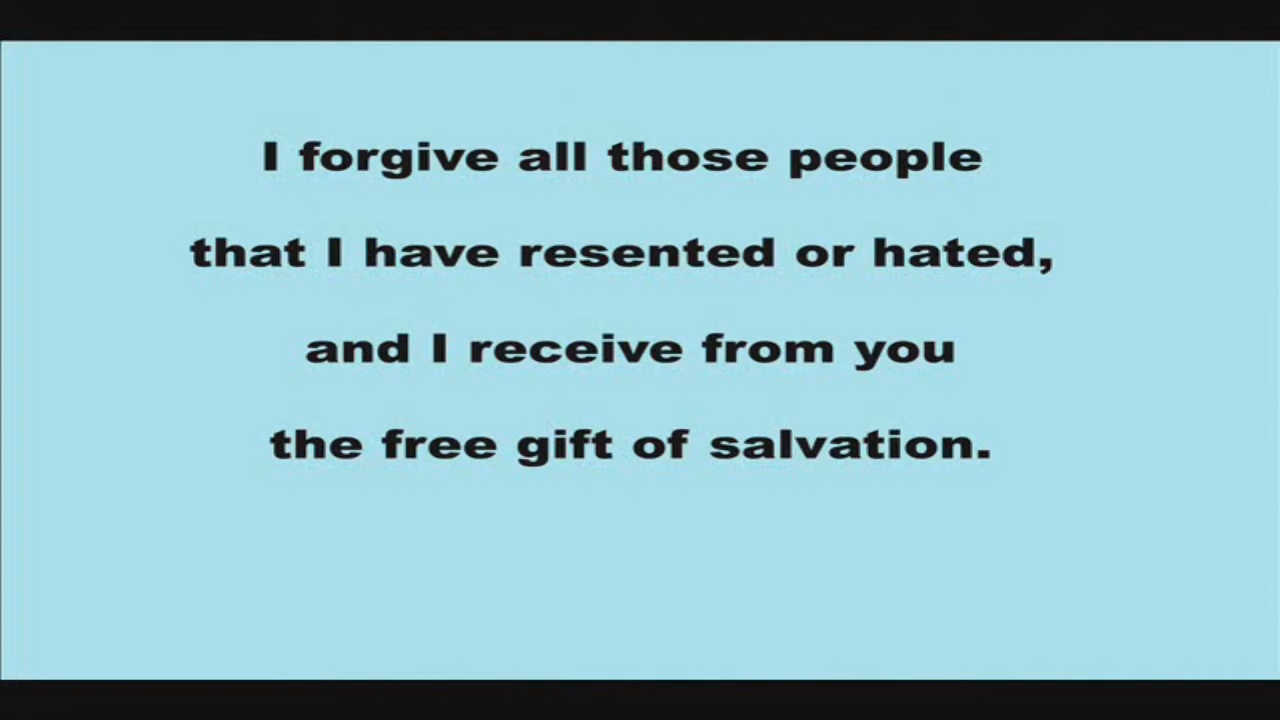 I forgive all those people
that I have resented or hated,
and I receive from you
the free gift of salvation.